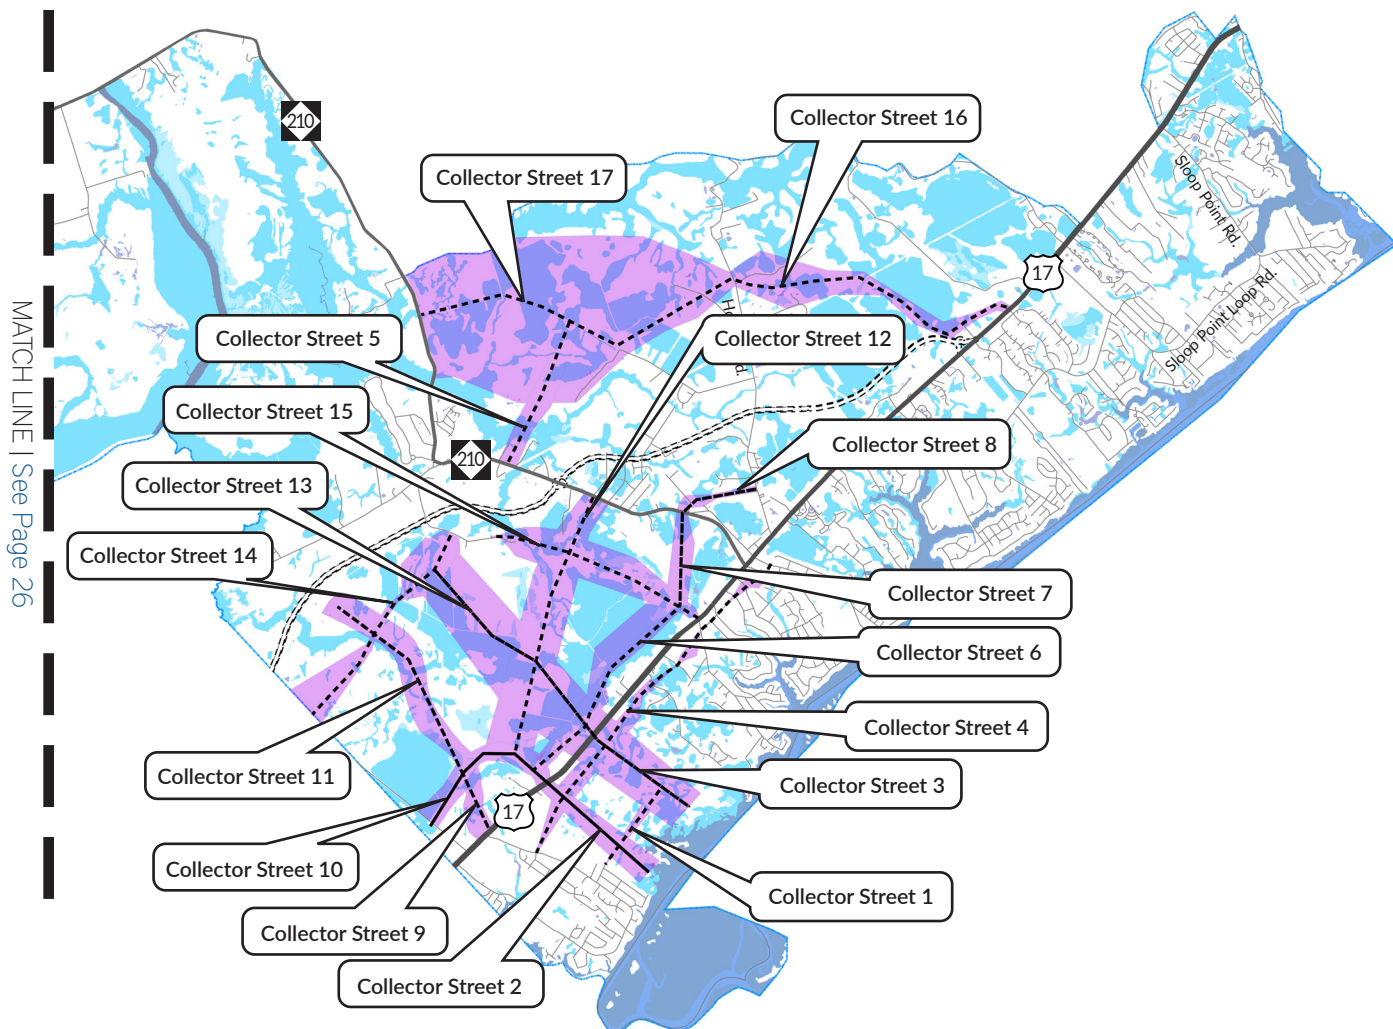 Collector Street 16
210
Collector Street 17
Sloop Point Rd.
17
Sloop Point Loop Rd.
MATCH LINE | See Page 26
Collector Street 5
Collector Street 12
Collector Street 15
Collector Street 8
210
Collector Street 13
Collector Street 14
Collector Street 7
Collector Street 6
Collector Street 4
Collector Street 11
Collector Street 3
17
Collector Street 10
Collector Street 1
Collector Street 9
Collector Street 2